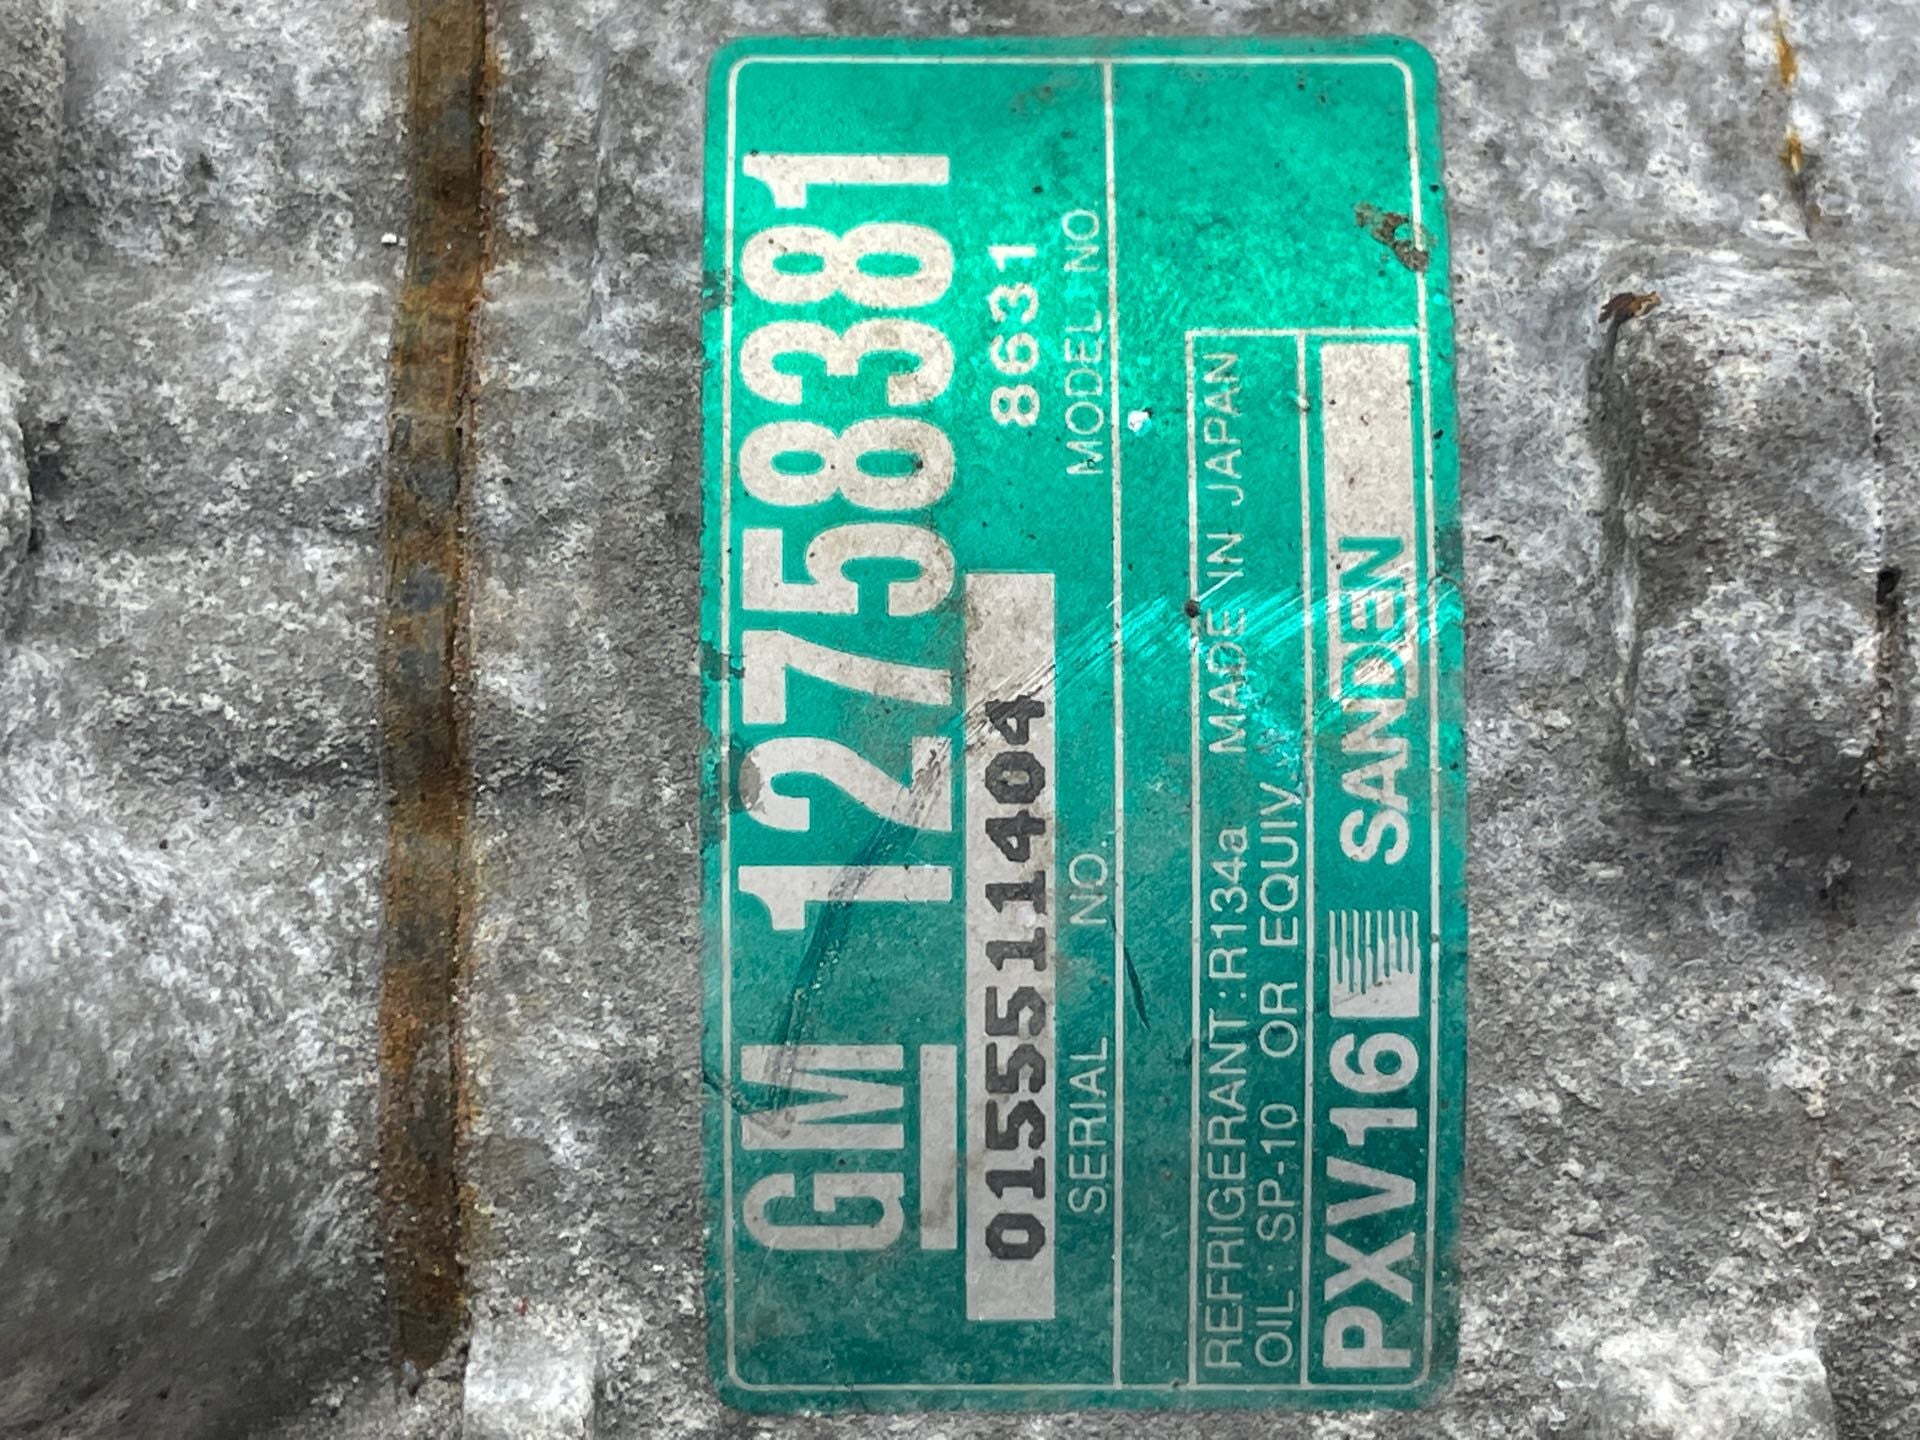 GM 12758381
0155511404 8631
SERIAL NO. MODEL NO.
REFRIGERANT:R134a MADE IN JAPAN
OIL:SP-10 OR EQUIV.
PXV16 SANDEN